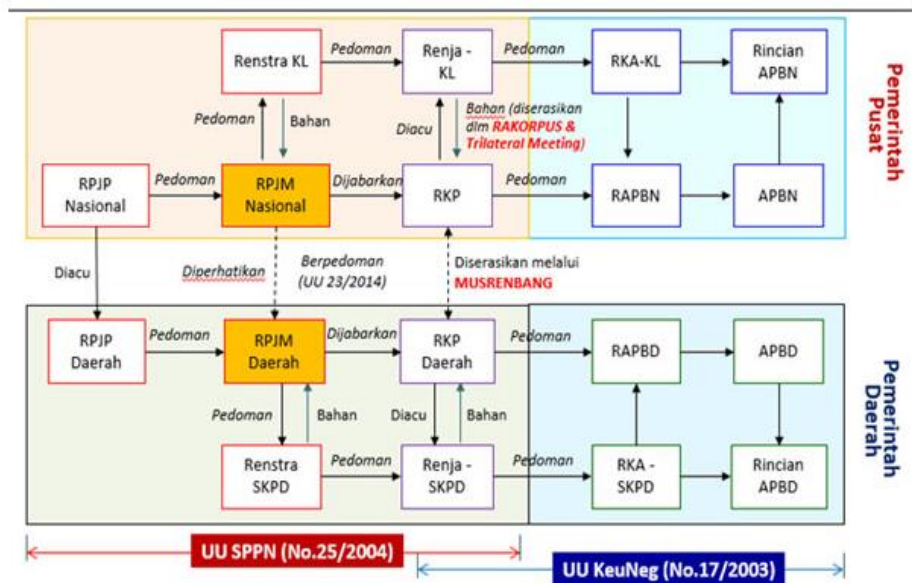 Pedoman
Pedoman
Renstra KL
Renja -
KL
RKA-KL
Rincian
APBN
Pedoman
Bahan
Diacu
Bahan (diserasikan
dlm RAKORPUS &
Trilateral Meeting)
RPJP
Nasional
Pedoman
RPJM
Nasional
Dijabarkan
RKP
Pedoman
RAPBN
APBN
Pemerintah
Pusat
Diacu
Diperhatikan
Berpedoman
(UU 23/2014)
Diserasikan melalui
MUSRENBANG
RPJP
Daerah
Pedoman
RPJM
Daerah
Dijabarkan
RKP
Daerah
Pedoman
RAPBD
APBD
Pedoman
Bahan
Diacu
Bahan
Renstra
SKPD
Pedoman
Renja -
SKPD
Pedoman
RKA -
SKPD
Rincian
APBD
Pemerintah
Daerah
UU SPPN (No.25/2004)
UU KeuNeg (No.17/2003)